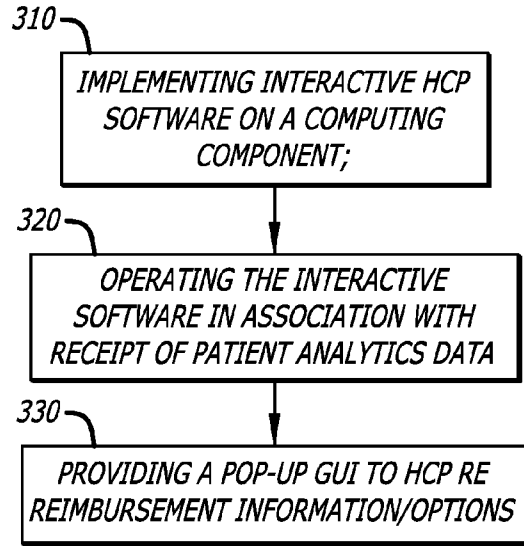 310
IMPLEMENTING INTERACTIVE HCP
SOFTWARE ON A COMPUTING
COMPONENT;
320
OPERATING THE INTERACTIVE
SOFTWARE IN ASSOCIATION WITH
RECEIPT OF PATIENT ANALYTICS DATA
330
PROVIDING A POP-UP GUI TO HCP RE
REIMBURSEMENT INFORMATION/OPTIONS